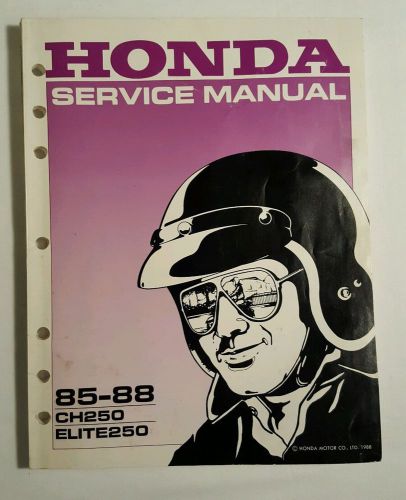 HONDA
SERVICE MANUAL
85-88
CH250
ELITE250
© HONDA MOTOR CO., LTD. 1988